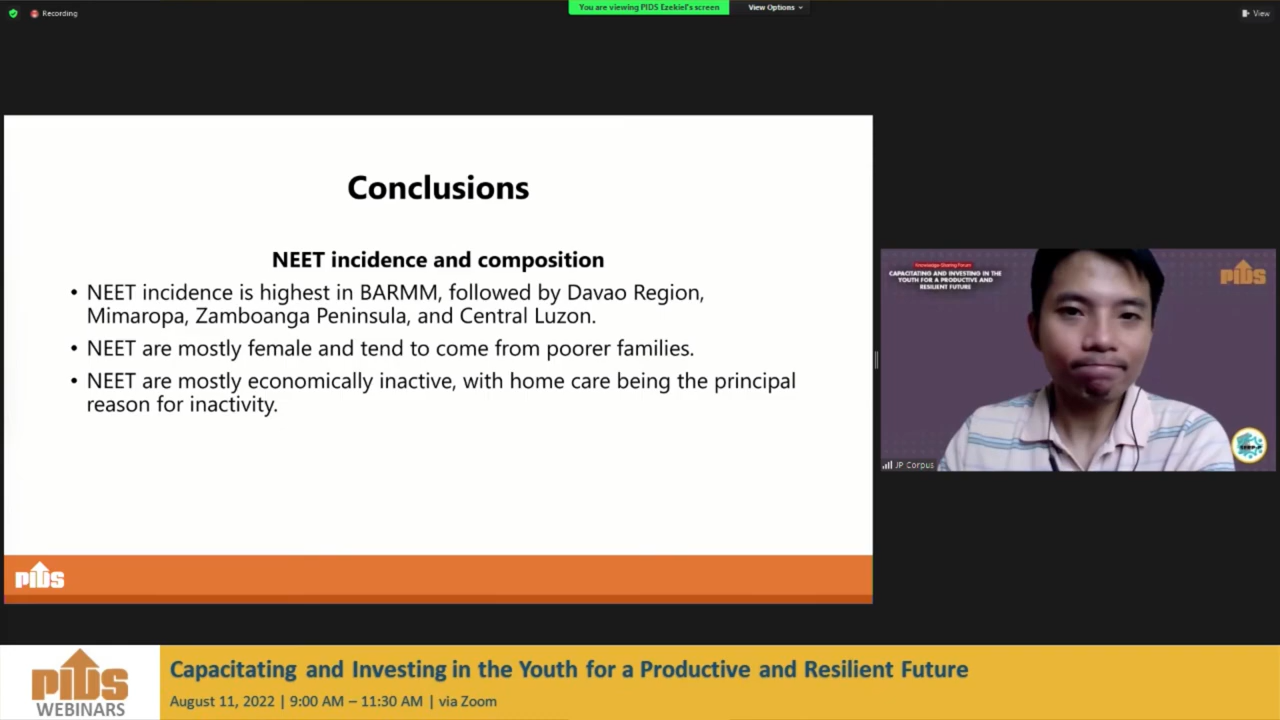 Recording
You are viewing PIDS Ezekiel's screen
View Options
View
Conclusions
NEET incidence and composition
• NEET incidence is highest in BARMM, followed by Davao Region,
Mimaropa, Zamboanga Peninsula, and Central Luzon.
• NEET are mostly female and tend to come from poorer families.
• NEET are mostly economically inactive, with home care being the principal
reason for inactivity.
PIDS
Knowledge Sharing Forum
CAPACITATING AND INVESTING IN THE
YOUTH FOR A PRODUCTIVE AND
RESILIENT FUTURE
PIDS
JP Corpus
PIDS
WEBINARS
Capacitating and Investing in the Youth for a Productive and Resilient Future
August 11, 2022 | 9:00 AM – 11:30 AM | via Zoom